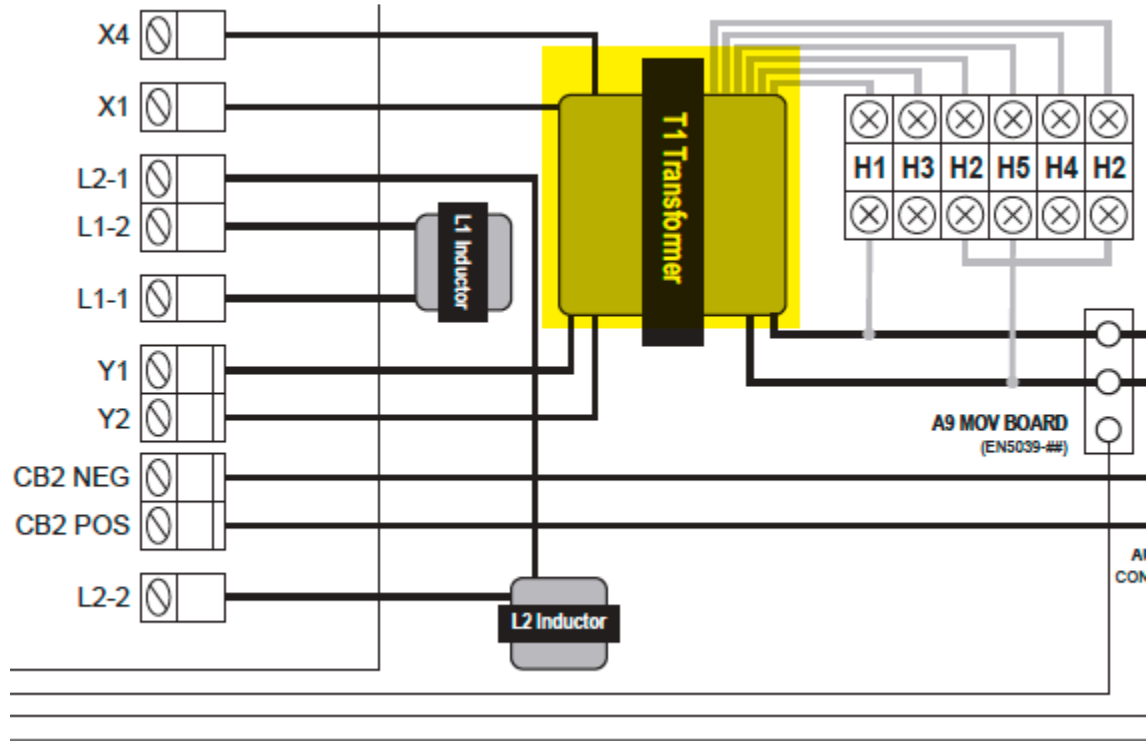 X4
X1
L2-1
L1-2
L1-1
Y1
Y2
CB2 NEG
CB2 POS
L2-2
L1 Inductor
T1 Transformer
L2 Inductor
H1 H3 H2 H5 H4 H2
A9 MOV BOARD
(EN5039-##)